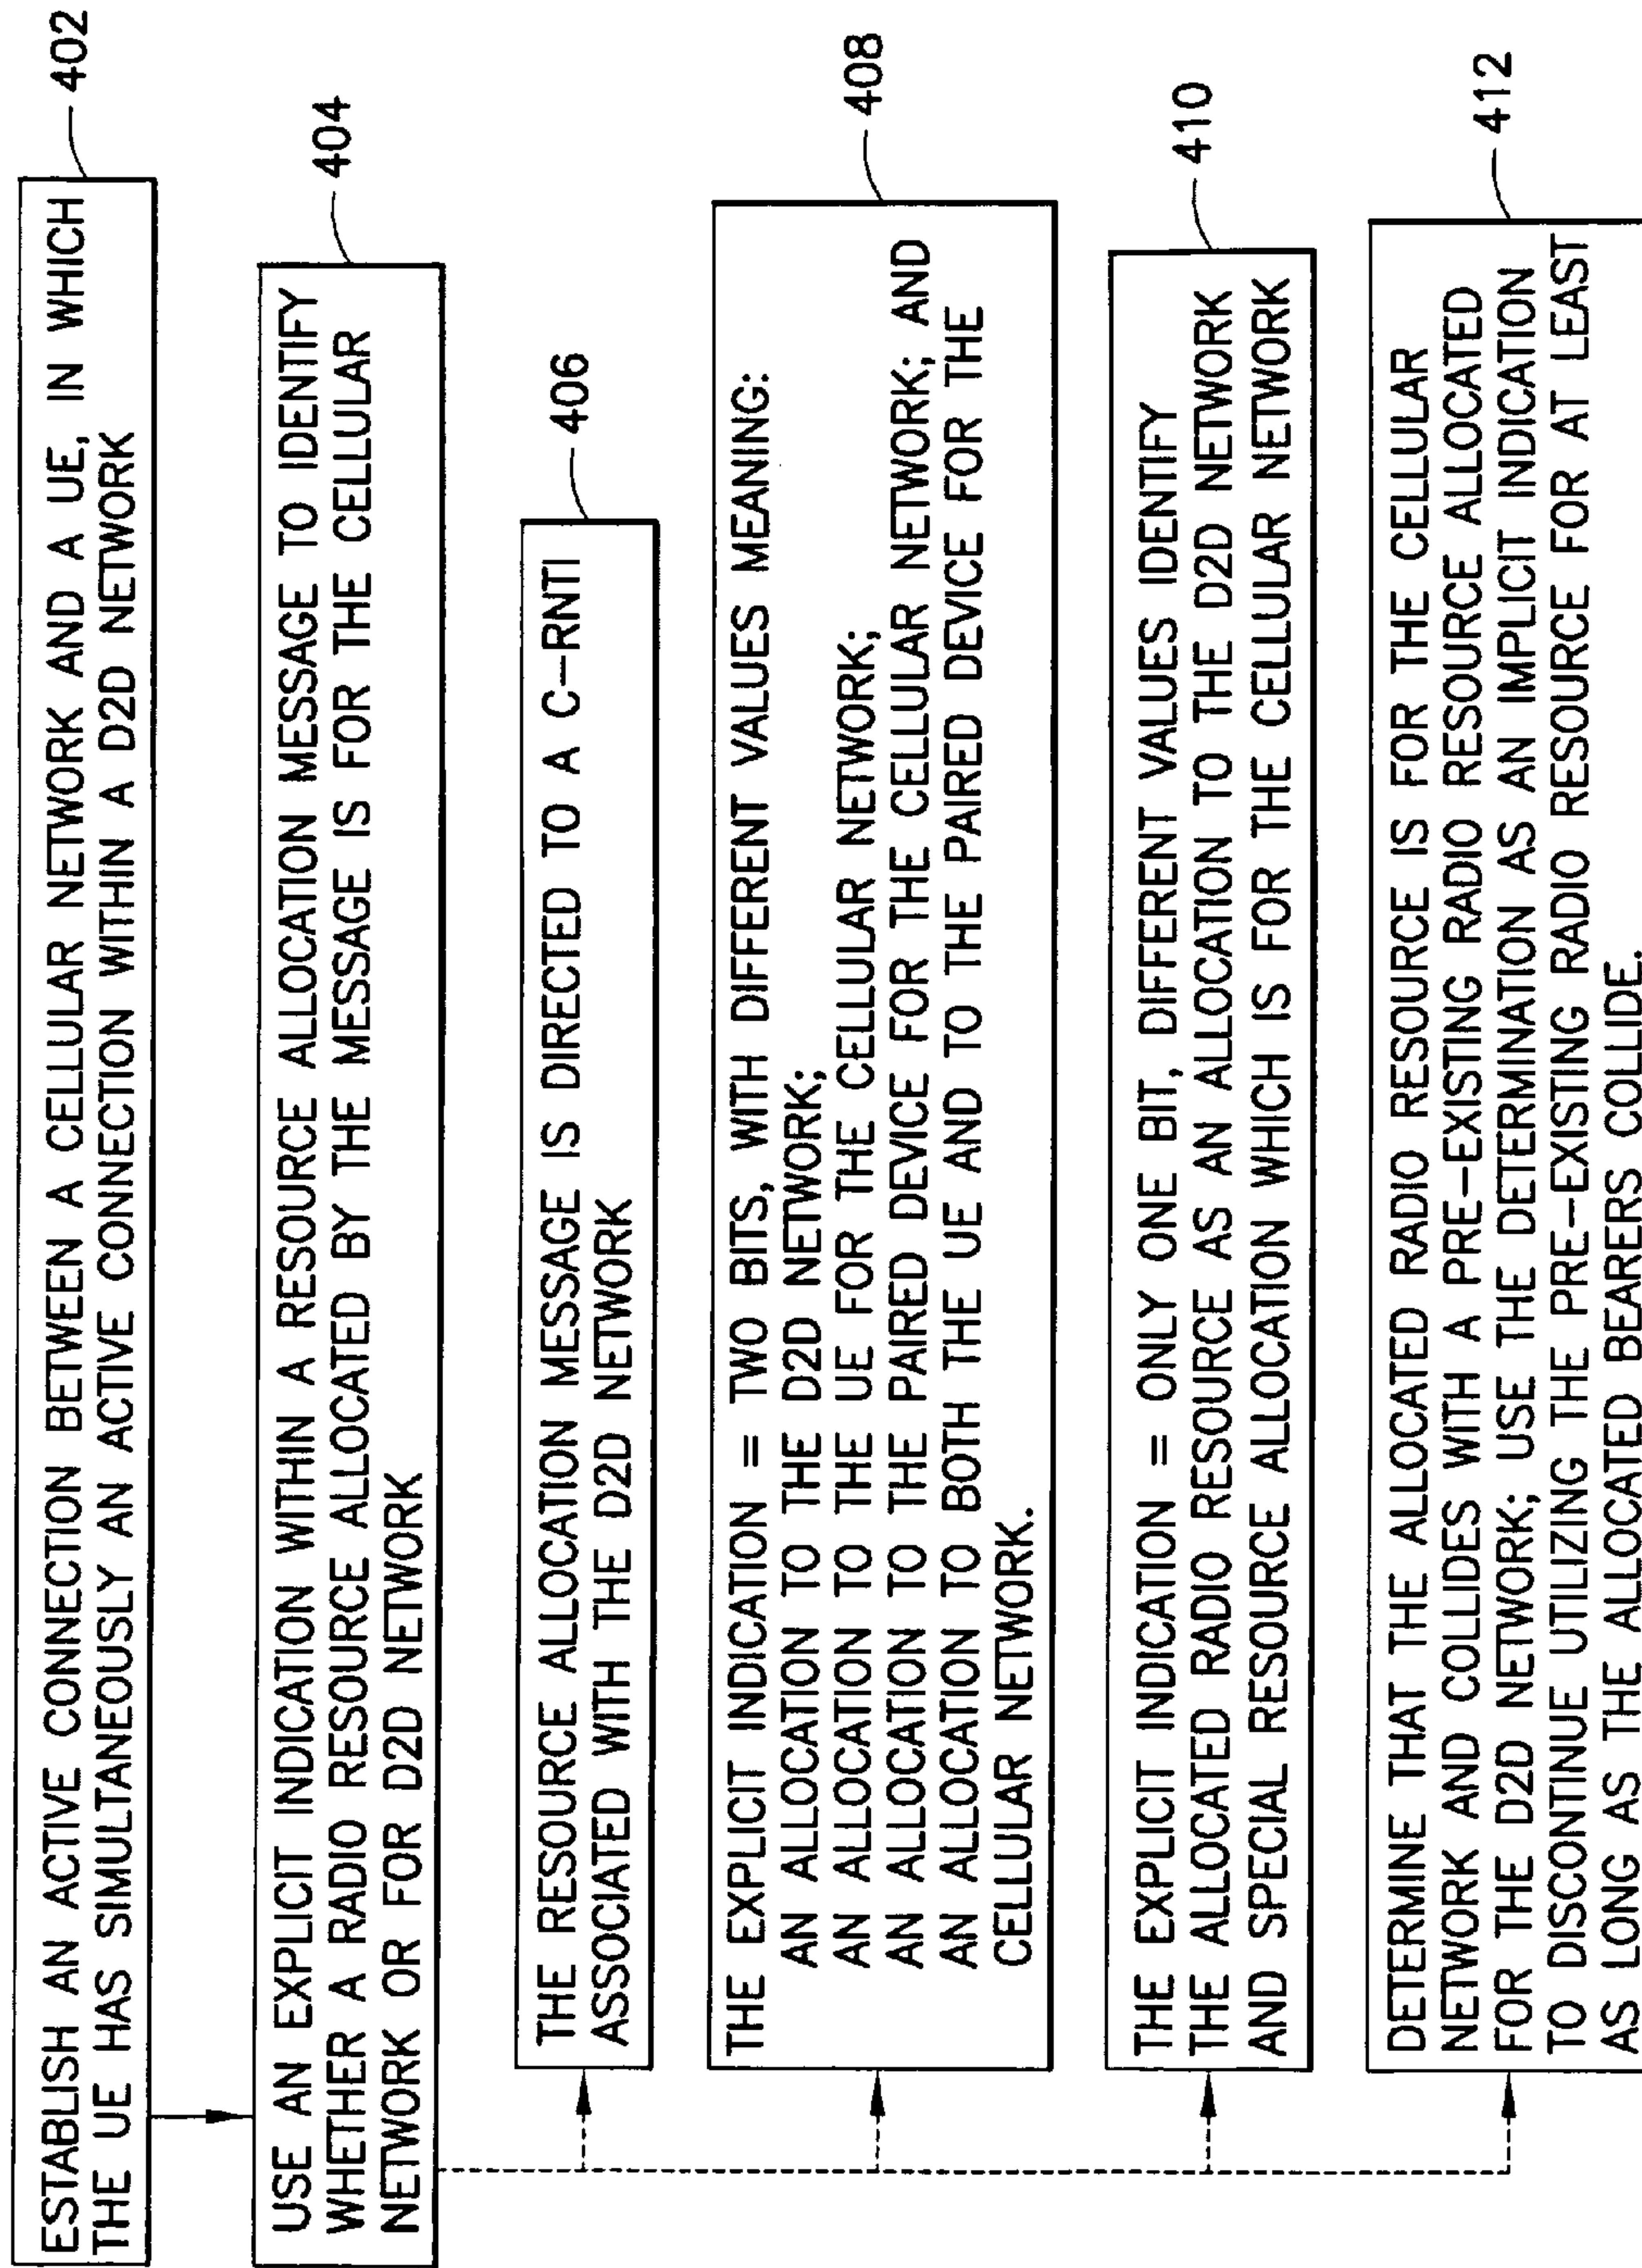 ESTABLISH AN ACTIVE CONNECTION BETWEEN A CELLULAR NETWORK AND A UE, IN WHICH
THE UE HAS SIMULTANEOUSLY AN ACTIVE CONNECTION WITHIN A D2D NETWORK
402
USE AN EXPLICIT INDICATION WITHIN A RESOURCE ALLOCATION MESSAGE TO IDENTIFY
WHETHER A RADIO RESOURCE ALLOCATED BY THE MESSAGE IS FOR THE CELLULAR
NETWORK OR FOR D2D NETWORK
404
THE RESOURCE ALLOCATION MESSAGE IS DIRECTED TO A C-RNTI
ASSOCIATED WITH THE D2D NETWORK
406
THE EXPLICIT INDICATION = TWO BITS, WITH DIFFERENT VALUES MEANING:
AN ALLOCATION TO THE D2D NETWORK;
AN ALLOCATION TO THE UE FOR THE CELLULAR NETWORK;
AN ALLOCATION TO THE PAIRED DEVICE FOR THE CELLULAR NETWORK; AND
AN ALLOCATION TO BOTH THE UE AND TO THE PAIRED DEVICE FOR THE
CELLULAR NETWORK.
408
THE EXPLICIT INDICATION = ONLY ONE BIT, DIFFERENT VALUES IDENTIFY
THE ALLOCATED RADIO RESOURCE AS AN ALLOCATION TO THE D2D NETWORK
AND SPECIAL RESOURCE ALLOCATION WHICH IS FOR THE CELLULAR NETWORK
410
DETERMINE THAT THE ALLOCATED RADIO RESOURCE IS FOR THE CELLULAR
NETWORK AND COLLIDES WITH A PRE-EXISTING RADIO RESOURCE ALLOCATED
FOR THE D2D NETWORK; USE THE DETERMINATION AS AN IMPLICIT INDICATION
TO DISCONTINUE UTILIZING THE PRE-EXISTING RADIO RESOURCE FOR AT LEAST
AS LONG AS THE ALLOCATED BEARERS COLLIDE.
412